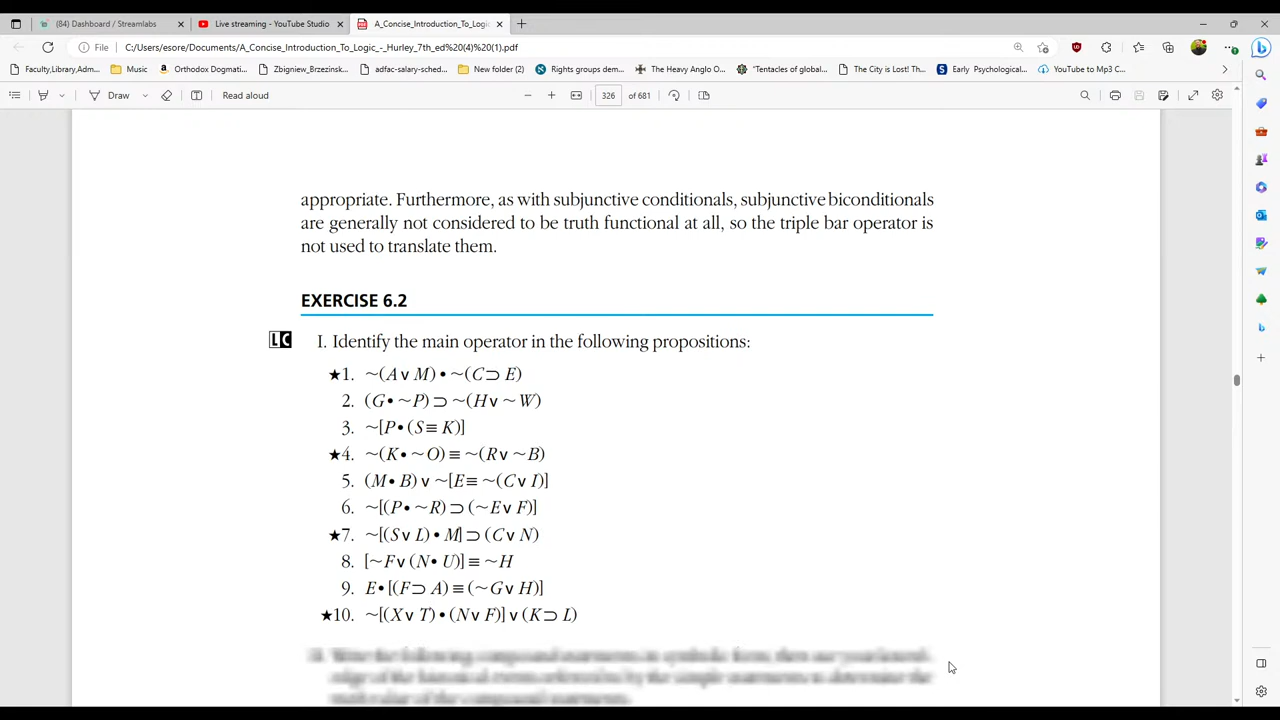 (84) Dashboard / Streamlabs
Live streaming - YouTube Studio
A_Concise_Introduction_To_Logic
File
C:/Users/esore/Documents/A_Concise_Introduction_To_Logic_-_Hurley_7th_ed%20(4)%20(1).pdf
Faculty,Library,Adm...
Music
Orthodox Dogmati...
Zbigniew_Brzezinsk...
adfac-salary-sched...
New folder (2)
Rights groups dem...
The Heavy Anglo O...
"Tentacles of global...
The City is Lost! Th...
Early Psychological...
YouTube to Mp3 C...
Draw
Read aloud
326 of 681
appropriate. Furthermore, as with subjunctive conditionals, subjunctive biconditionals
are generally not considered to be truth functional at all, so the triple bar operator is
not used to translate them.
EXERCISE 6.2
LC I. Identify the main operator in the following propositions:
★1. ~(A v M) • ~(C ⊃ E)
2. (G • ~P) ⊃ ~(H v ~W)
3. ~[P • (S ≡ K)]
★4. ~(K • ~O) ≡ ~(R v ~B)
5. (M • B) v ~[E ≡ ~(C v I)]
6. ~[(P • ~R) ⊃ (~E v F)]
★7. ~[(S v L) • M] ⊃ (C v N)
8. [~F v (N • U)] ≡ ~H
9. E • [(F ⊃ A) ≡ (~G v H)]
★10. ~[(X v T) • (N v F)] v (K ⊃ L)